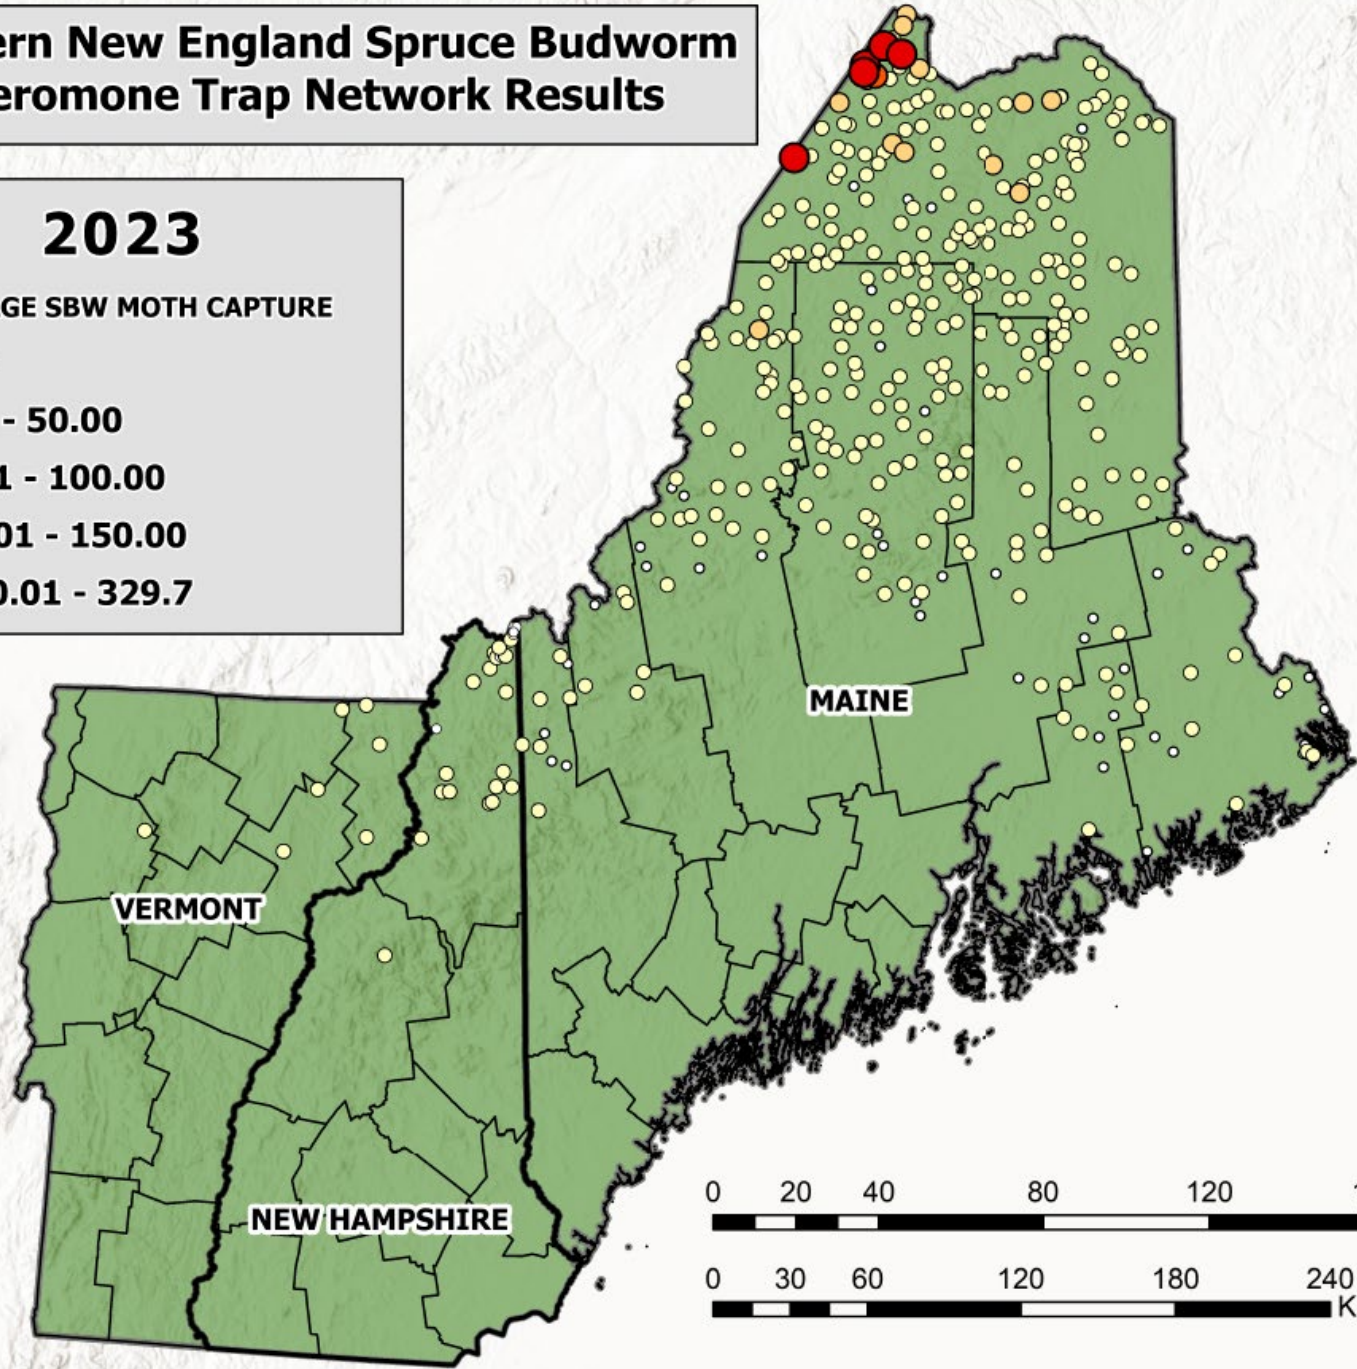 ern New England Spruce Budworm
eromone Trap Network Results
2023
GE SBW MOTH CAPTURE
- 50.00
1 - 100.00
01 - 150.00
0.01 - 329.7
MAINE
VERMONT
NEW HAMPSHIRE
0 20 40 80 120
0 30 60 120 180 240
K